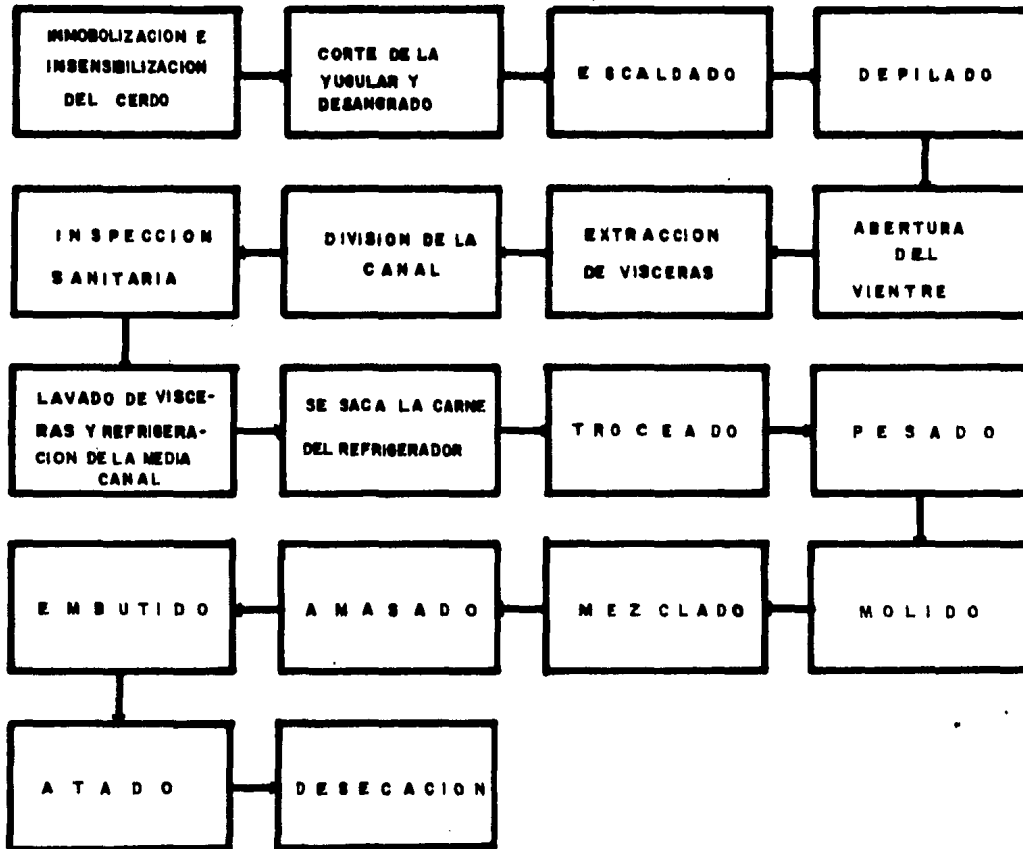 INMOBOLIZACION E
INSENSIBILIZACION
DEL CERDO
CORTE DE LA
YUGULAR Y
DESANGRADO
ESCALDADO
DEPILADO
ABERTURA
DEL
VIENTRE
EXTRACCION
DE VISCERAS
DIVISION DE LA
CANAL
INSPECCION
SANITARIA
LAVADO DE VISCE-
RAS Y REFRIGERA-
CION DE LA MEDIA
CANAL
SE SACA LA CARNE
DEL REFRIGERADOR
TROCEADO
PESADO
MOLIDO
MEZCLADO
AMASADO
EMBUTIDO
ATADO
DESECACION